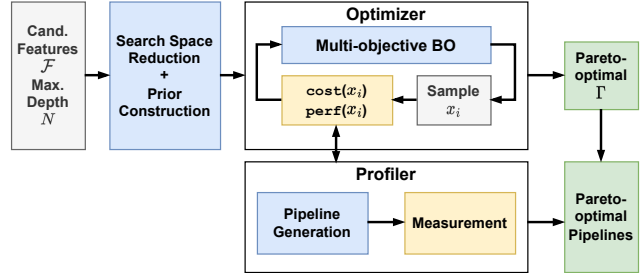 Cand.
Features
𝓕
Max.
Depth
N
Search Space
Reduction
+
Prior
Construction
Optimizer
Multi-objective BO
cost(xᵢ)
perf(xᵢ)
Sample
xᵢ
Pareto-
optimal
Γ
Profiler
Pipeline
Generation
Measurement
Pareto-
optimal
Pipelines